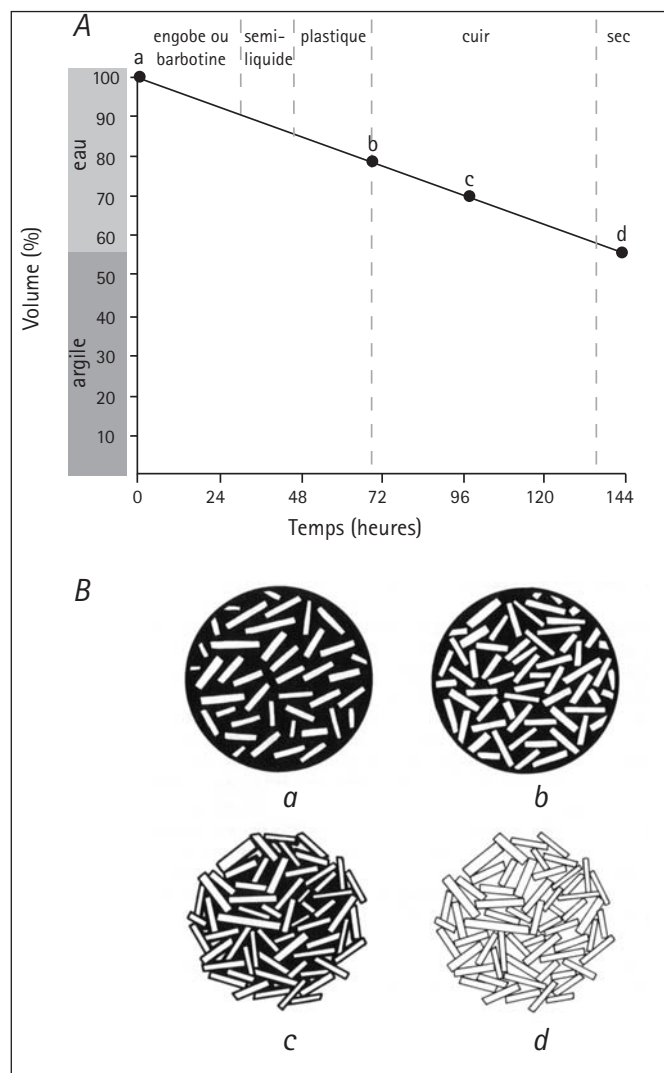 A
engobe ou
barbotine
semi-
liquide
plastique
cuir
sec
a
100
90
80
70
60
50
40
30
20
10
eau
argile
Volume (%)
b
c
d
0 24 48 72 96 120 144
Temps (heures)
B
a b
c d